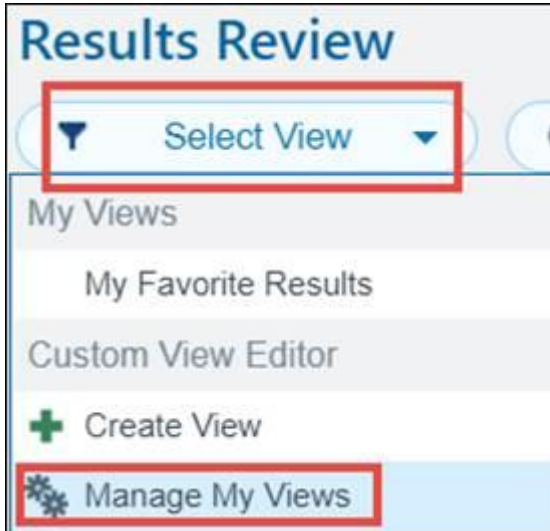 Results Review
Select View
My Views
My Favorite Results
Custom View Editor
Create View
Manage My Views